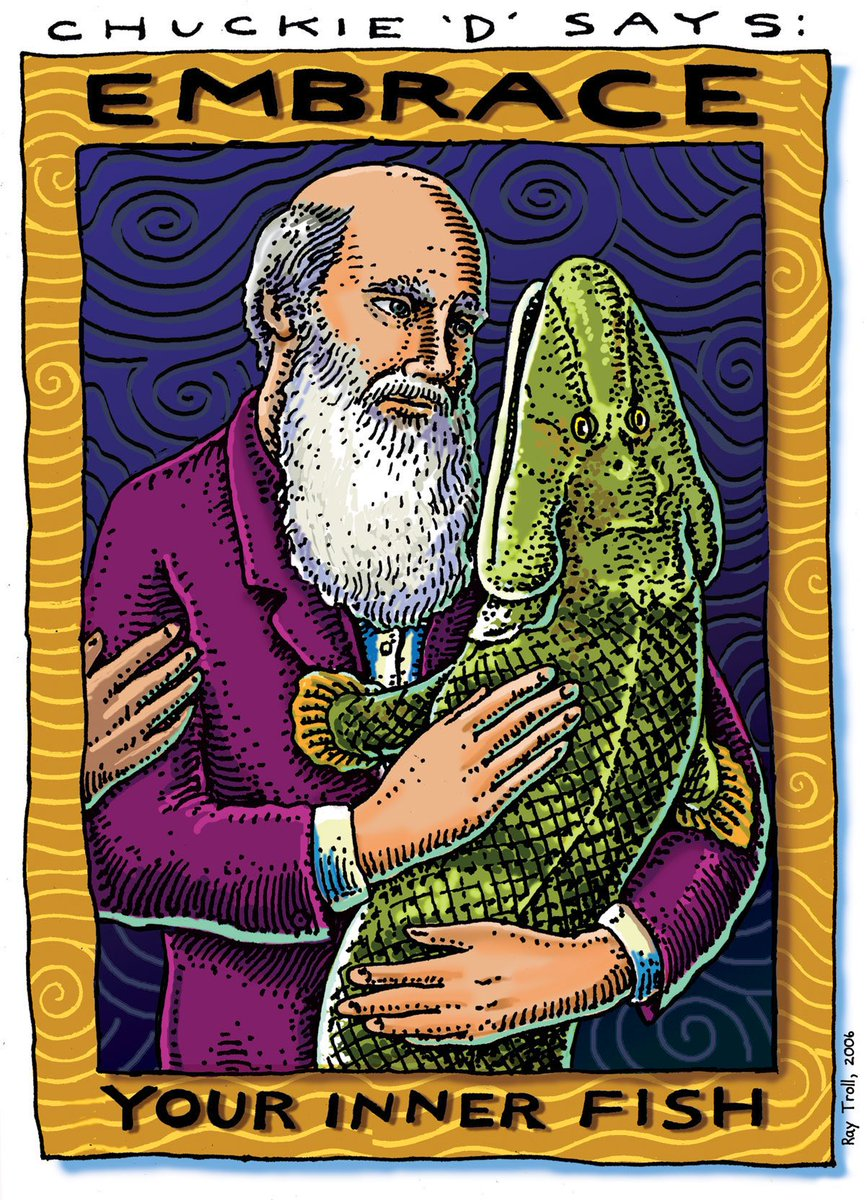 CHUCKIE 'D' SAYS:
EMBRACE
YOUR INNER FISH
Ray Troll, 2006